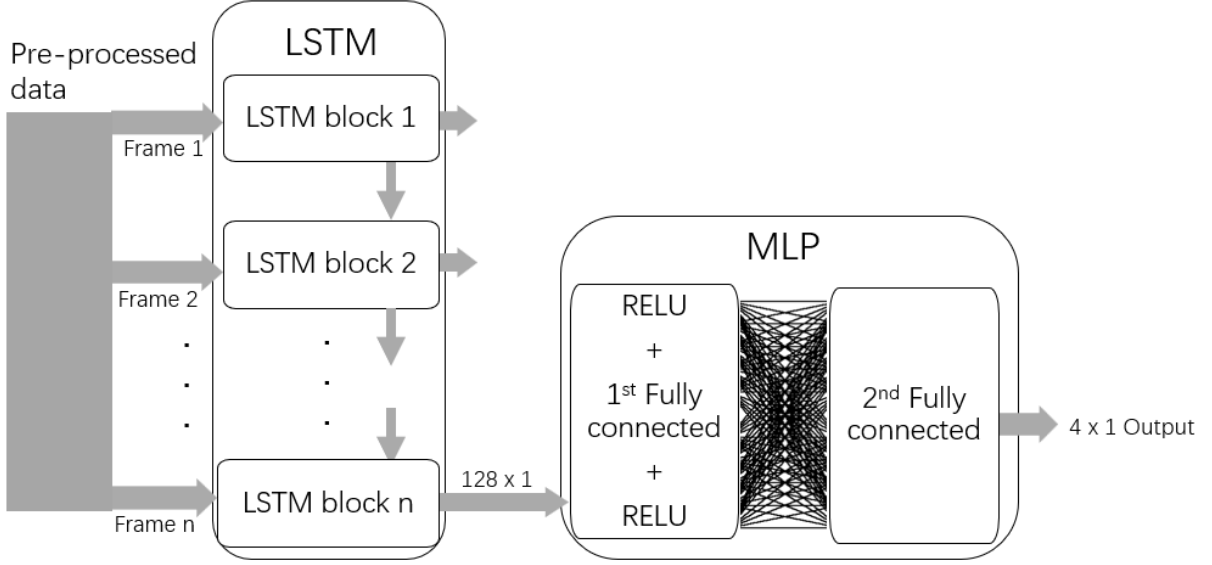 Pre-processed
data
LSTM
LSTM block 1
Frame 1
LSTM block 2
Frame 2
.
.
.
.
.
.
LSTM block n
Frame n
128 x 1
MLP
RELU
+
1st Fully
connected
+
RELU
2nd Fully
connected
4 x 1 Output